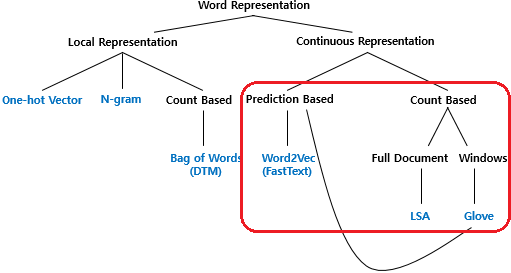 Word Representation
Local Representation
Continuous Representation
One-hot Vector
N-gram
Count Based
Prediction Based
Count Based
Bag of Words
(DTM)
Word2Vec
(FastText)
Full Document
Windows
LSA
Glove